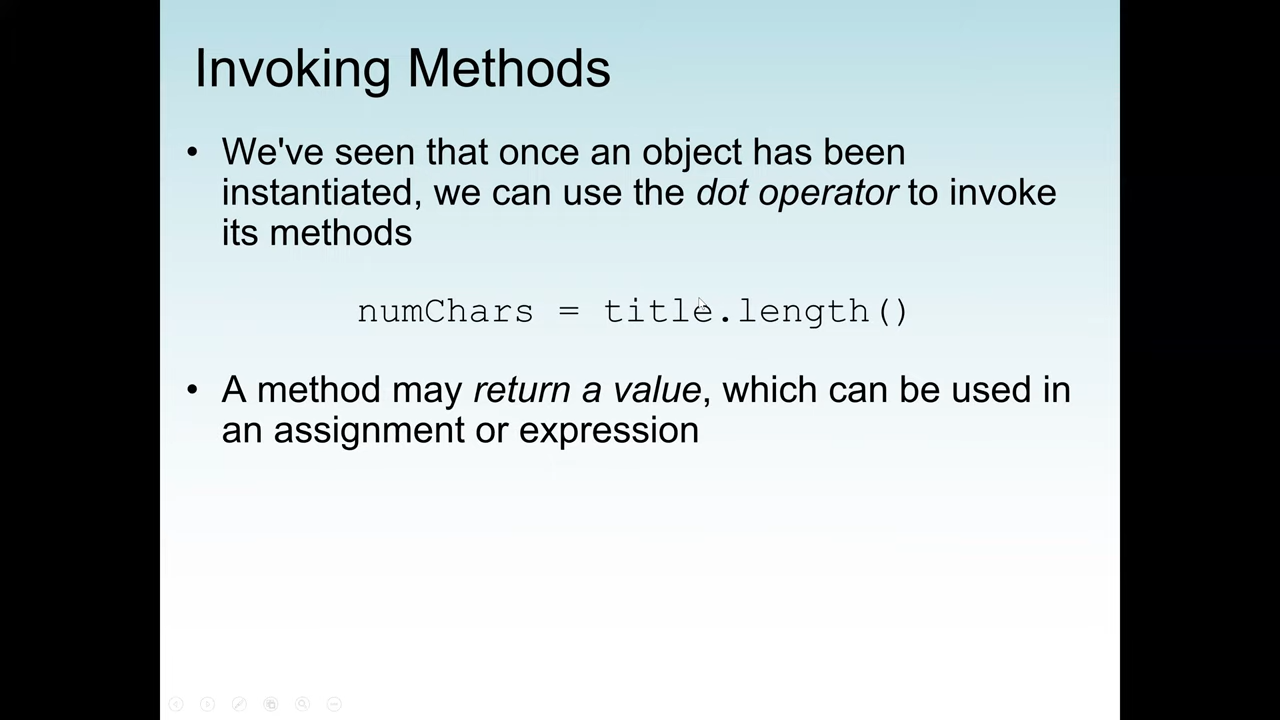 Invoking Methods
• We've seen that once an object has been
instantiated, we can use the dot operator to invoke
its methods
numChars = title.length()
• A method may return a value, which can be used in
an assignment or expression